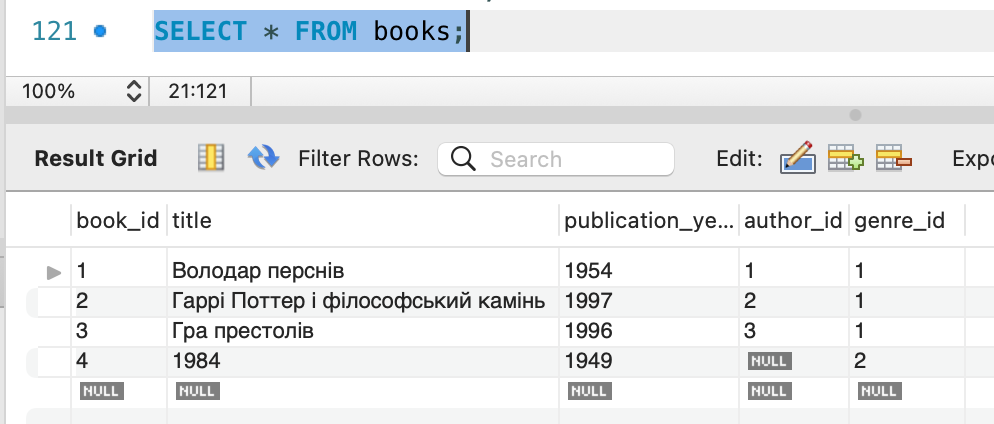 121 SELECT * FROM books;
100% 21:121
Result Grid Filter Rows: Search Edit: Expo
book_id title publication_ye... author_id genre_id
1 Володар перснів 1954 1 1
2 Гаррі Поттер і філософський камінь 1997 2 1
3 Гра престолів 1996 3 1
4 1984 1949 NULL 2
NULL NULL NULL NULL NULL